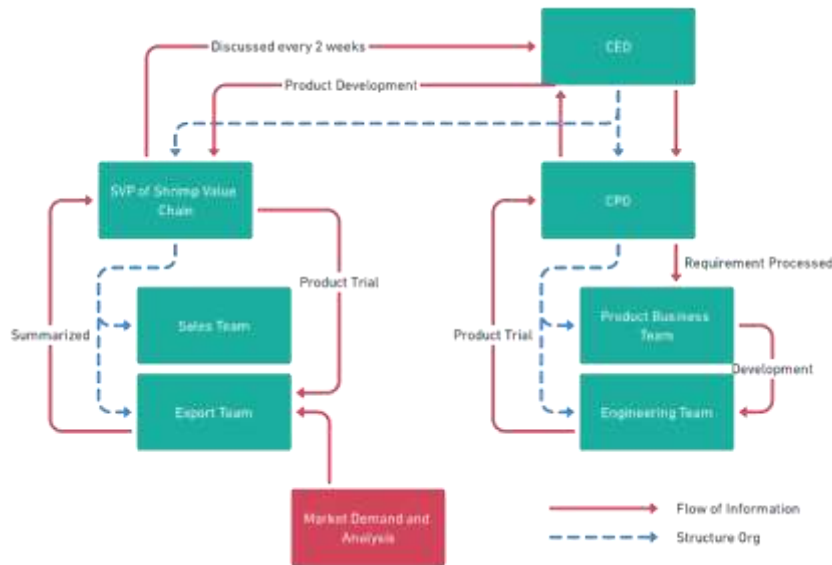 Discussed every 2 weeks
CEO
Product Development
SVP of Shrimp Value
Chain
CPO
Requirement Processed
Product Trial
Sales Team
Summarized
Product Trial
Product Business
Team
Development
Export Team
Engineering Team
Market Demand and
Analysis
Flow of Information
Structure Org